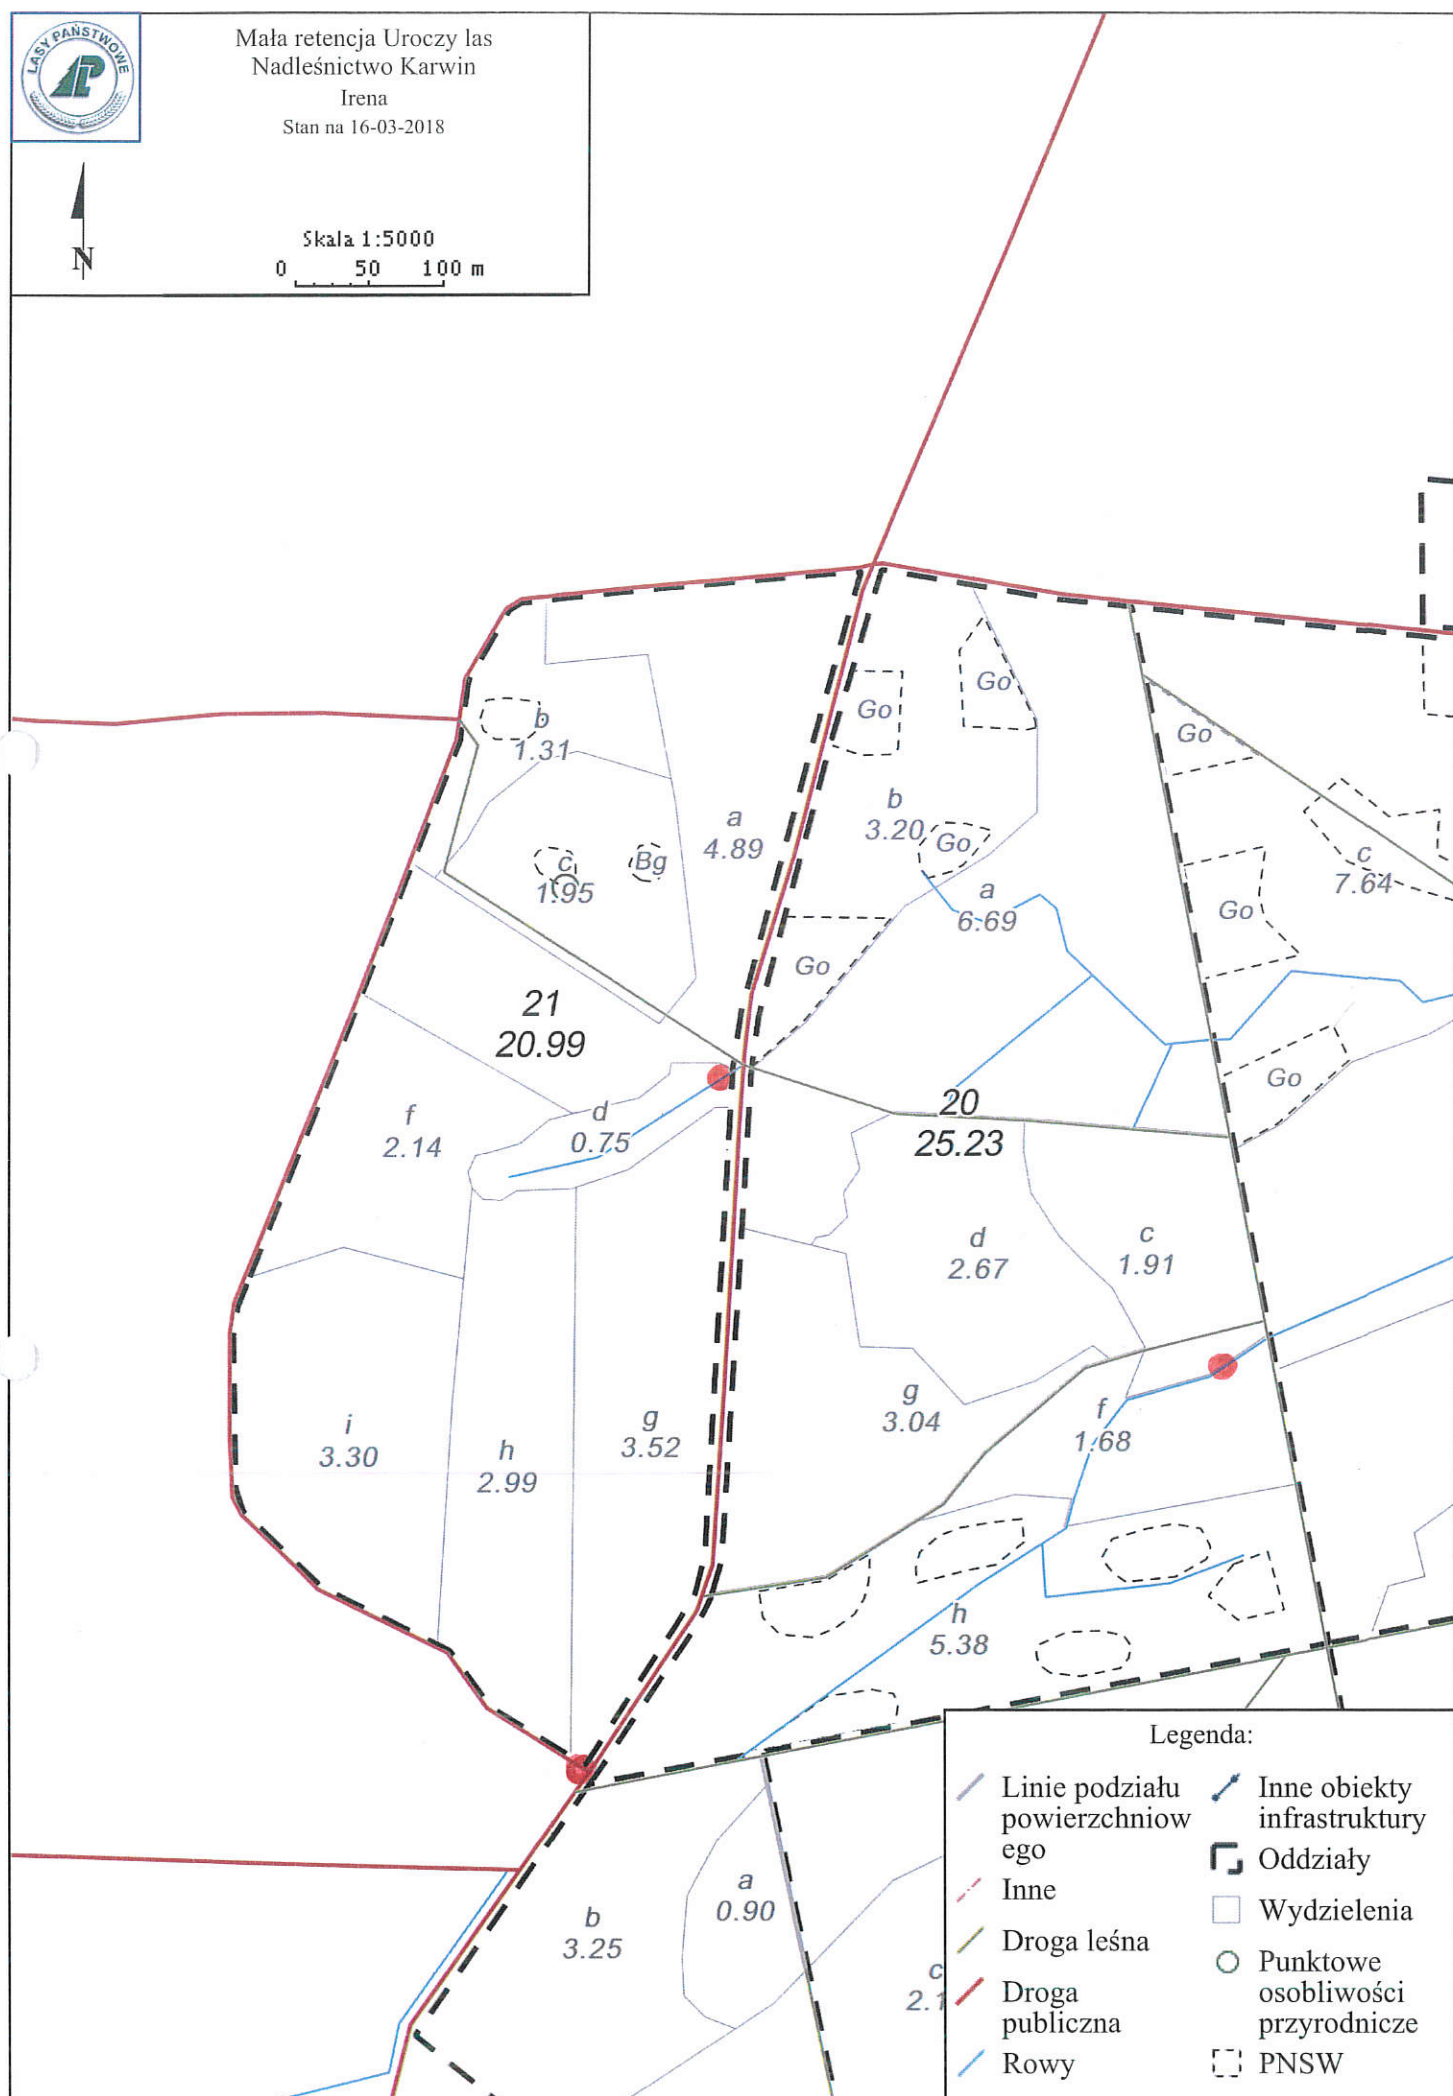 LASY PAŃSTWOWE
Mała retencja Uroczy las
Nadleśnictwo Karwin
Irena
Stan na 16-03-2018
N
Skala 1:5000
0 50 100 m
Go
Go
Go
b
1.31
b
3.20
a
4.89
Go
c
1.95
Bg
c
7.64
a
6.69
Go
Go
21
20.99
Go
20
25.23
f
2.14
d
0.75
d
2.67
c
1.91
i
3.30
h
2.99
g
3.52
g
3.04
f
1.68
h
5.38
a
0.90
b
3.25
c
2.1
Legenda:
Linie podziału
powierzchniow
ego
Inne
Droga leśna
Droga
publiczna
Rowy
Inne obiekty
infrastruktury
Oddziały
Wydzielenia
Punktowe
osobliwości
przyrodnicze
PNSW